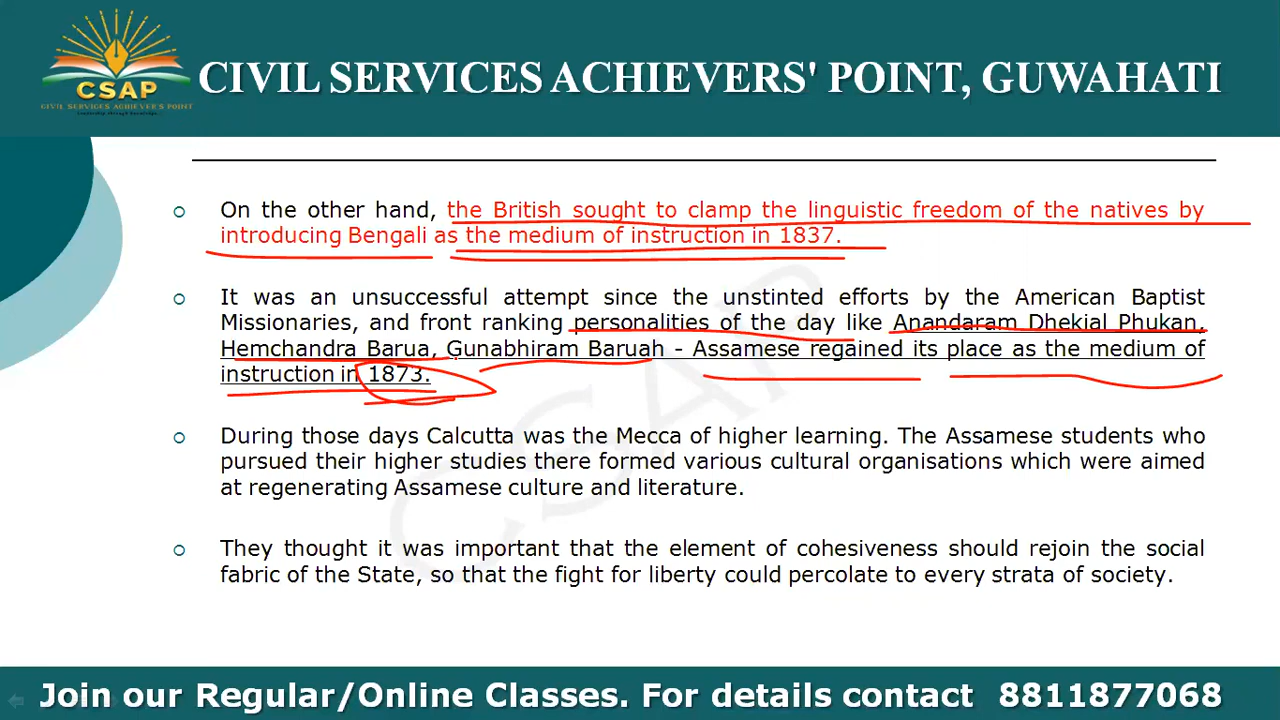 CSAP
CIVIL SERVICES ACHIEVER'S POINT
CIVIL SERVICES ACHIEVERS' POINT, GUWAHATI
On the other hand, the British sought to clamp the linguistic freedom of the natives by
introducing Bengali as the medium of instruction in 1837.
It was an unsuccessful attempt since the unstinted efforts by the American Baptist
Missionaries, and front ranking personalities of the day like Anandaram Dhekial Phukan,
Hemchandra Barua, Gunabhiram Baruah - Assamese regained its place as the medium of
instruction in 1873.
During those days Calcutta was the Mecca of higher learning. The Assamese students who
pursued their higher studies there formed various cultural organisations which were aimed
at regenerating Assamese culture and literature.
They thought it was important that the element of cohesiveness should rejoin the social
fabric of the State, so that the fight for liberty could percolate to every strata of society.
CSAP
Join our Regular/Online Classes. For details contact 8811877068